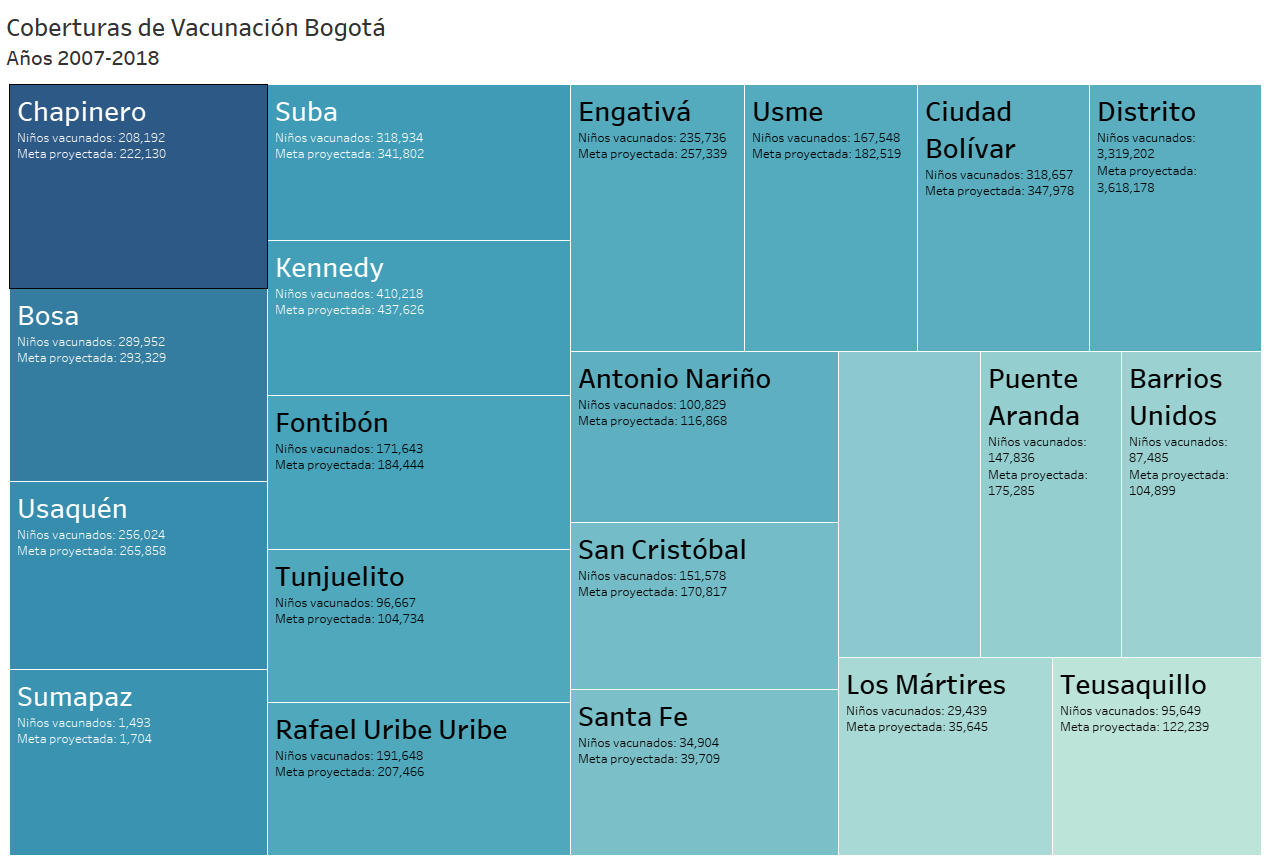 Coberturas de Vacunación Bogotá
Años 2007-2018
Chapinero
Niños vacunados: 208,192
Meta proyectada: 222,130
Bosa
Niños vacunados: 289,952
Meta proyectada: 293,329
Usaquén
Niños vacunados: 256,024
Meta proyectada: 265,858
Sumapaz
Niños vacunados: 1,493
Meta proyectada: 1,704
Suba
Niños vacunados: 318,934
Meta proyectada: 341,802
Kennedy
Niños vacunados: 410,218
Meta proyectada: 437,626
Fontibón
Niños vacunados: 171,643
Meta proyectada: 184,444
Tunjuelito
Niños vacunados: 96,667
Meta proyectada: 104,734
Rafael Uribe Uribe
Niños vacunados: 191,648
Meta proyectada: 207,466
Engativá
Niños vacunados: 235,736
Meta proyectada: 257,339
Usme
Niños vacunados: 167,548
Meta proyectada: 182,519
Ciudad
Bolívar
Niños vacunados: 318,657
Meta proyectada: 347,978
Distrito
Niños vacunados:
3,319,202
Meta proyectada:
3,618,178
Antonio Nariño
Niños vacunados: 100,829
Meta proyectada: 116,868
San Cristóbal
Niños vacunados: 151,578
Meta proyectada: 170,817
Santa Fe
Niños vacunados: 34,904
Meta proyectada: 39,709
Puente
Aranda
Niños vacunados:
147,836
Meta proyectada:
175,285
Barrios
Unidos
Niños vacunados:
87,485
Meta proyectada:
104,899
Los Mártires
Niños vacunados: 29,439
Meta proyectada: 35,645
Teusaquillo
Niños vacunados: 95,649
Meta proyectada: 122,239